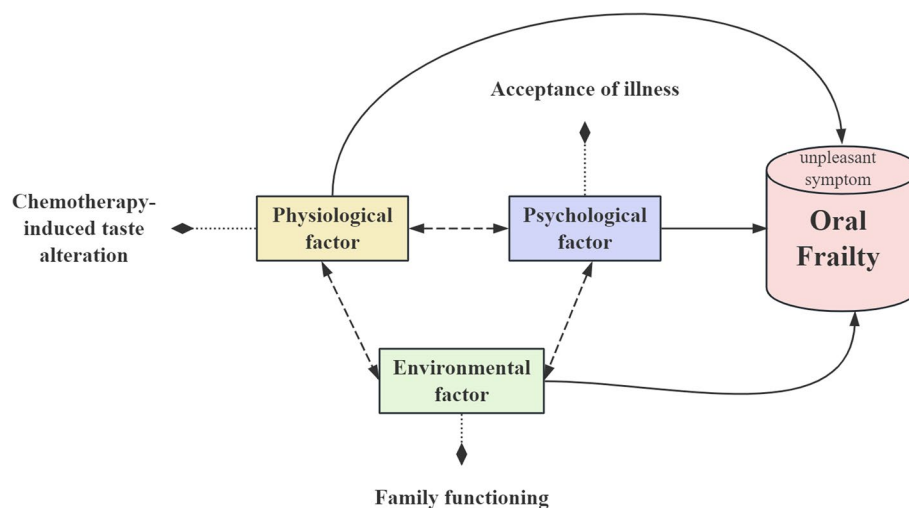 Acceptance of illness
unpleasant
symptom
Chemotherapy-
induced taste
alteration
Physiological
factor
Psychological
factor
Oral
Frailty
Environmental
factor
Family functioning